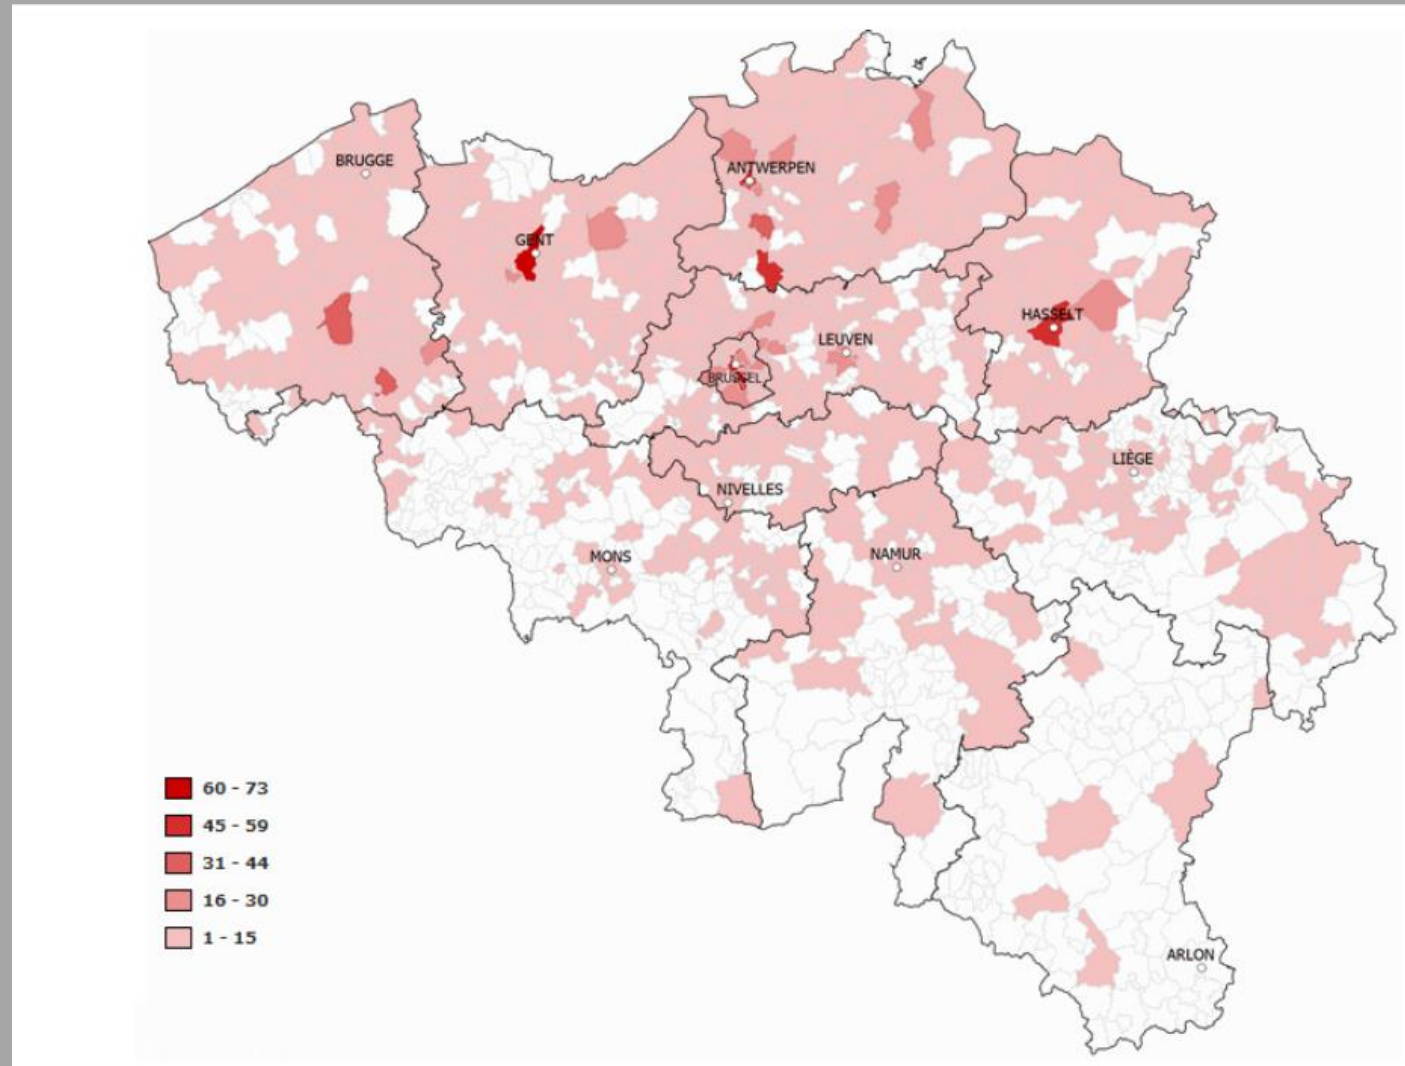 BRUGGE
ANTWERPEN
GENT
HASSELT
LEUVEN
BRUSSEL
LIÈGE
NIVELLES
MONS
NAMUR
60 - 73
45 - 59
31 - 44
16 - 30
1 - 15
ARLON